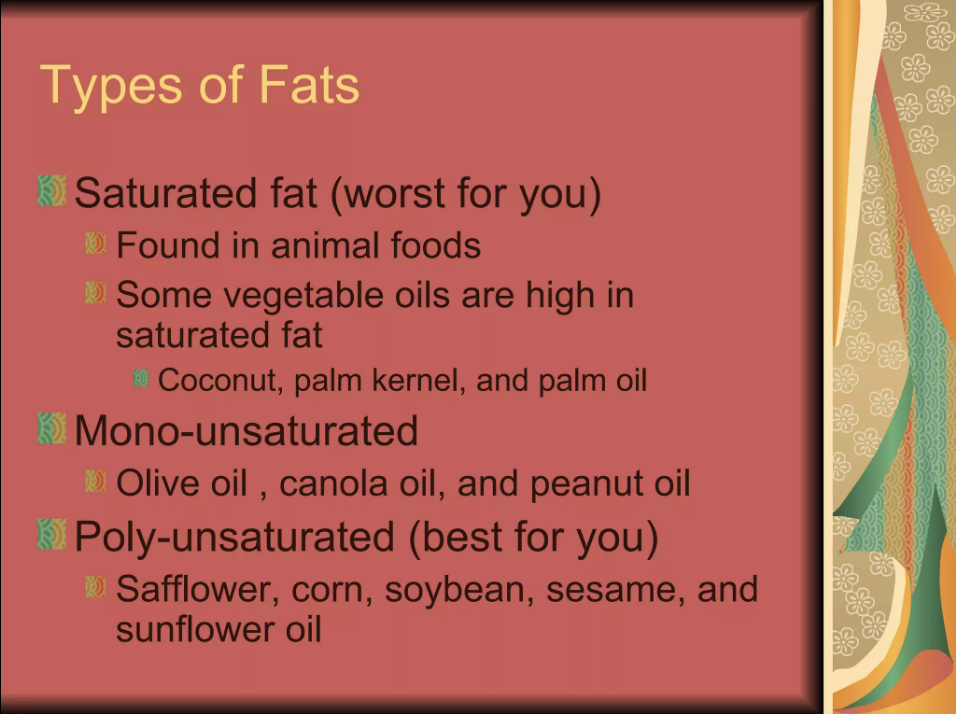 Types of Fats
Saturated fat (worst for you)
Found in animal foods
Some vegetable oils are high in
saturated fat
Coconut, palm kernel, and palm oil
Mono-unsaturated
Olive oil , canola oil, and peanut oil
Poly-unsaturated (best for you)
Safflower, corn, soybean, sesame, and
sunflower oil